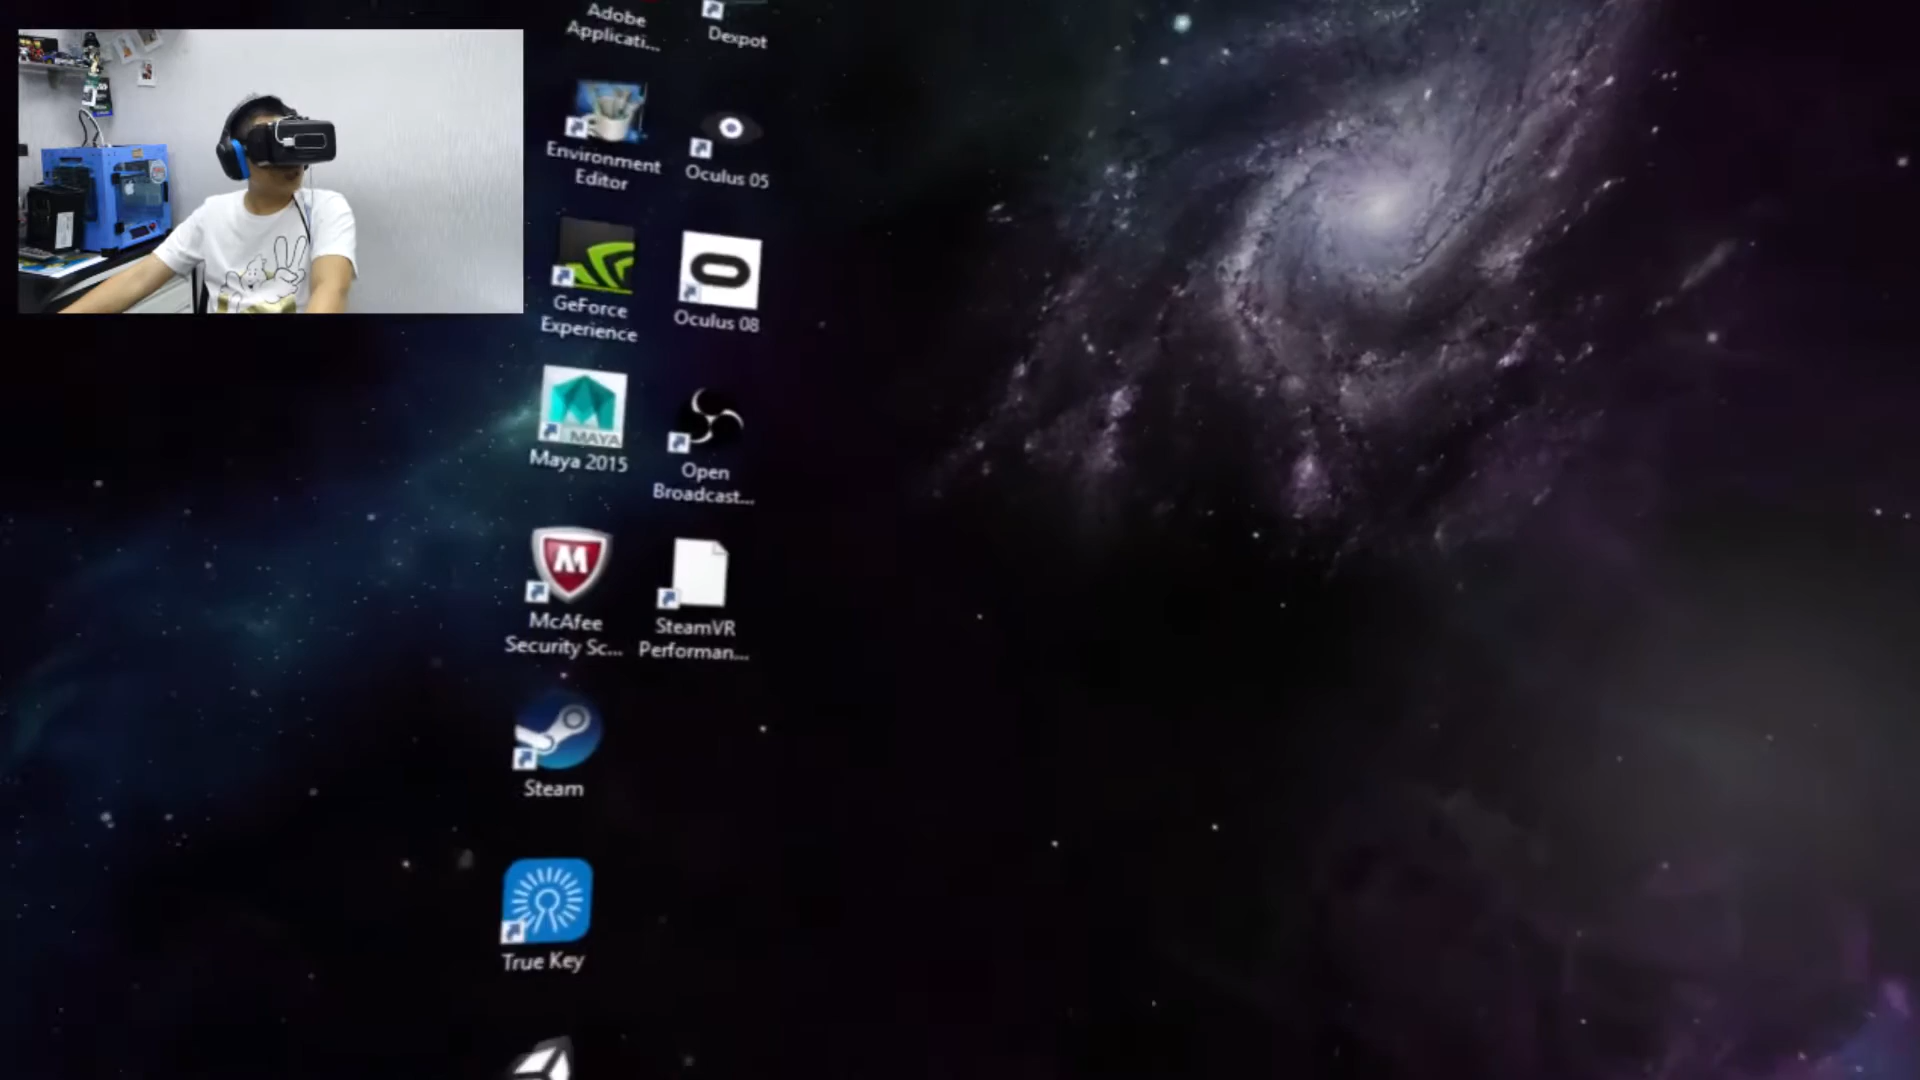 Adobe
Applicati...
Dexpot
Environment
Editor
Oculus 05
GeForce
Experience
Oculus 08
MAYA
Maya 2015
Open
Broadcast...
M
McAfee
Security Sc...
SteamVR
Performan...
Steam
True Key